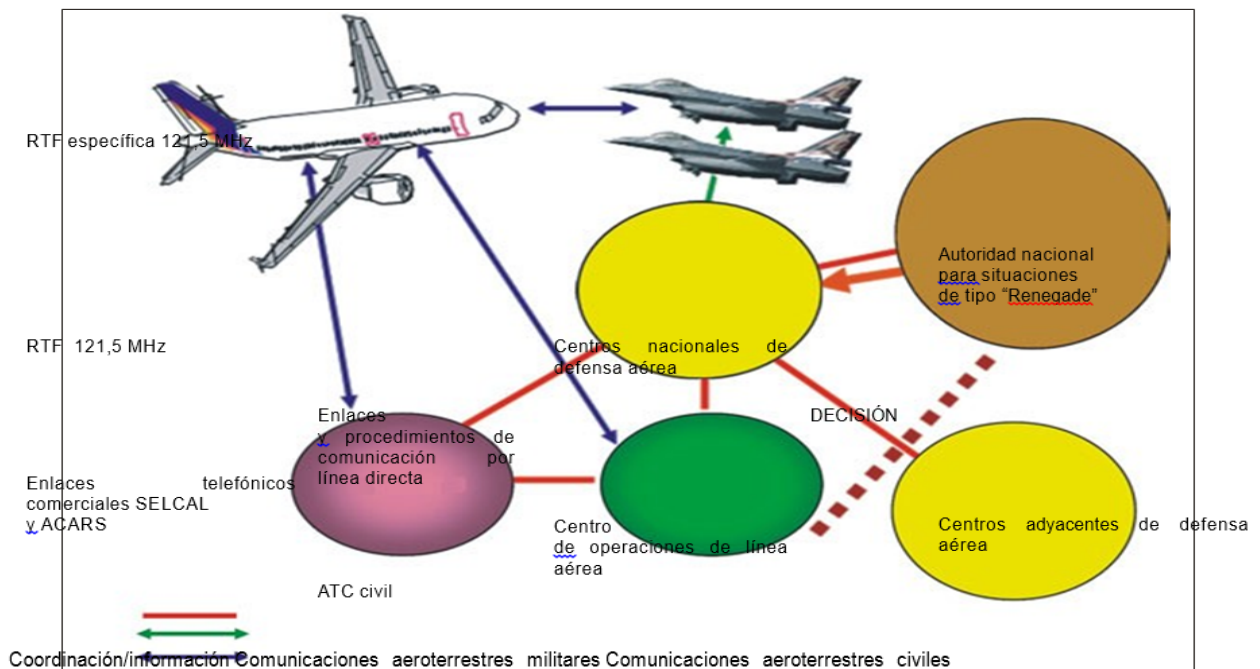 RTF específica 121,5 MHz
Autoridad nacional
para situaciones
de tipo “Renegade”
RTF 121,5 MHz
Centros nacionales de
defensa aérea
Enlaces
y procedimientos de
comunicación por
línea directa
DECISIÓN
Enlaces telefónicos
comerciales SELCAL
y ACARS
Centro
de operaciones de línea
aérea
Centros adyacentes de defensa
aérea
ATC civil
Coordinación/información Comunicaciones aeroterrestres militares Comunicaciones aeroterrestres civiles